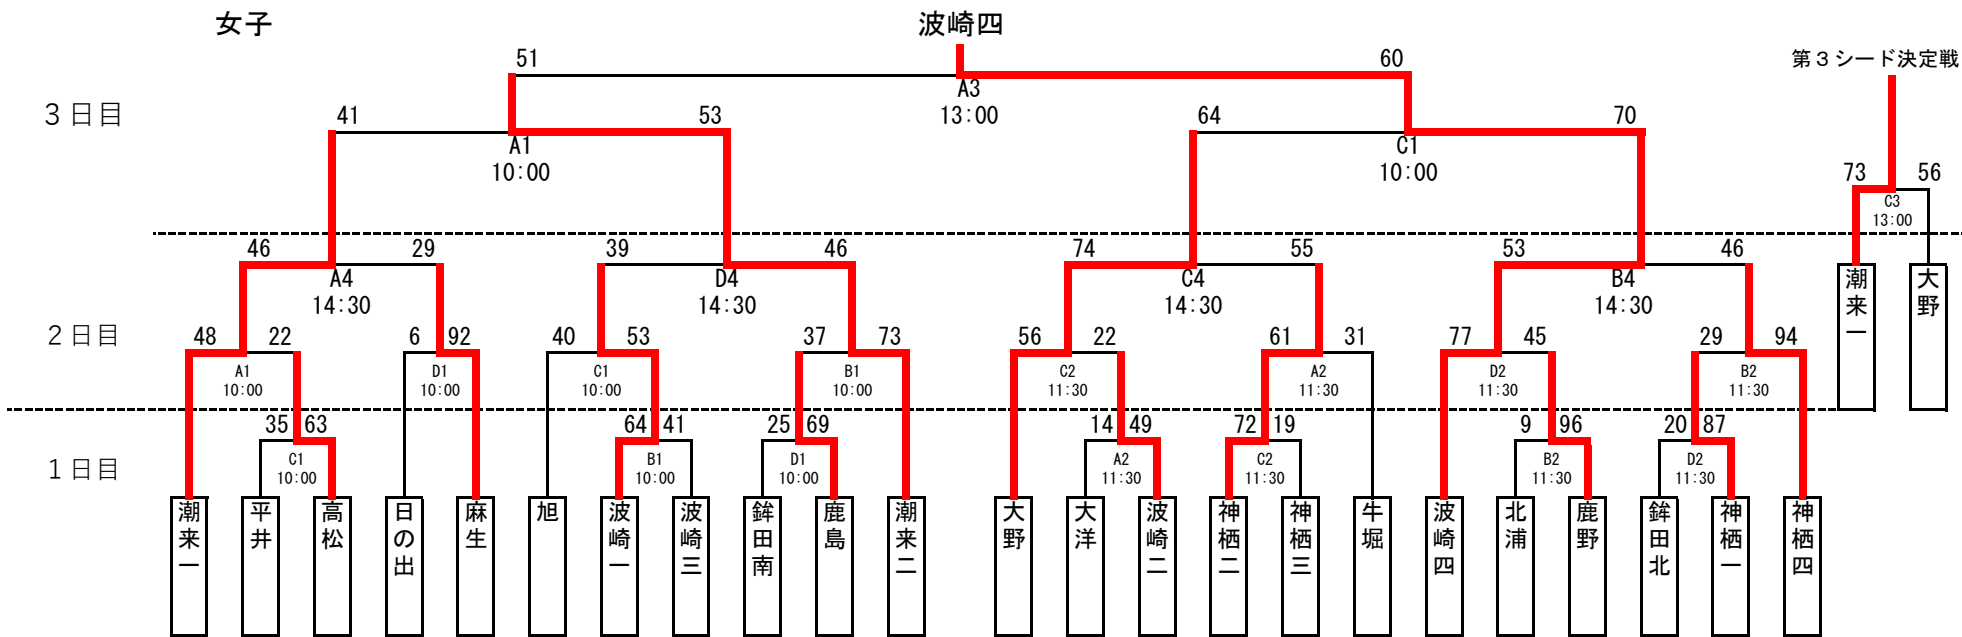 女子 波崎四
51 60 第3シード決定戦
A3
3日目 41 53 13:00 64 70
A1 C1
10:00 10:00
73 56
C3
13:00
46 29 39 46 74 55 53 46
A4 D4 C4 B4
14:30 14:30 14:30 14:30
潮来一 大野
2日目 48 22 6 92 40 53 37 73 56 22 61 31 77 45 29 94
A1 D1 C1 B1 C2 A2 D2 B2
10:00 10:00 10:00 10:00 11:30 11:30 11:30 11:30
35 63 64 41 25 69 14 49 72 19 9 96 20 87
1日目 C1 B1 D1 A2 C2 B2 D2
10:00 10:00 10:00 11:30 11:30 11:30 11:30
潮来一
平井
高松
日の出
麻生
旭
波崎一
波崎三
鉾田南
鹿島
潮来二
大野
大洋
波崎二
神栖二
神栖三
牛堀
波崎四
北浦
鹿野
鉾田北
神栖一
神栖四